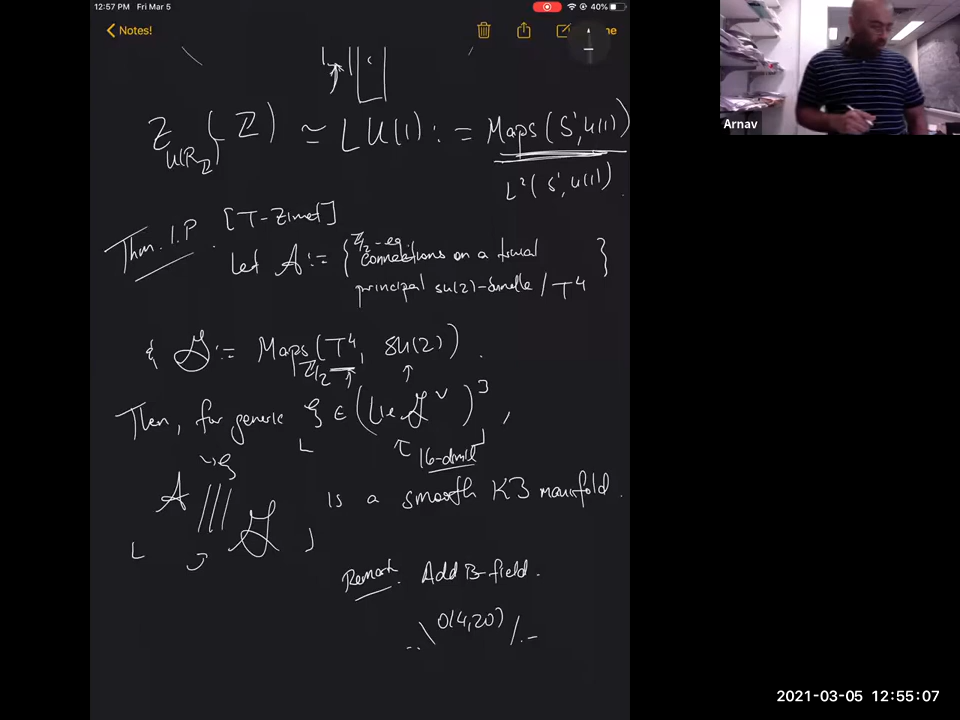 12:57 PM Fri Mar 5
40%
Notes!
Arnav
Z_{U(R_Z)}(Z) ≃ LU(1) := Maps(S¹, U(1))
L²(S¹, U(1)).
Thm. 1.P. [T-Zimet]
Let A := { Z/2-eq. connections on a trivial
principal SU(2)-bundle / T⁴ }
& G := Maps_{Z/2}(T⁴, SU(2)).
Then, for generic ξ ∈ (Lie G^∨)³,
16-dim'l
A ///_ξ G is a smooth K3 manifold.
Remark. Add B-field.
..\ O(4,20) /..
2021-03-05 12:55:07